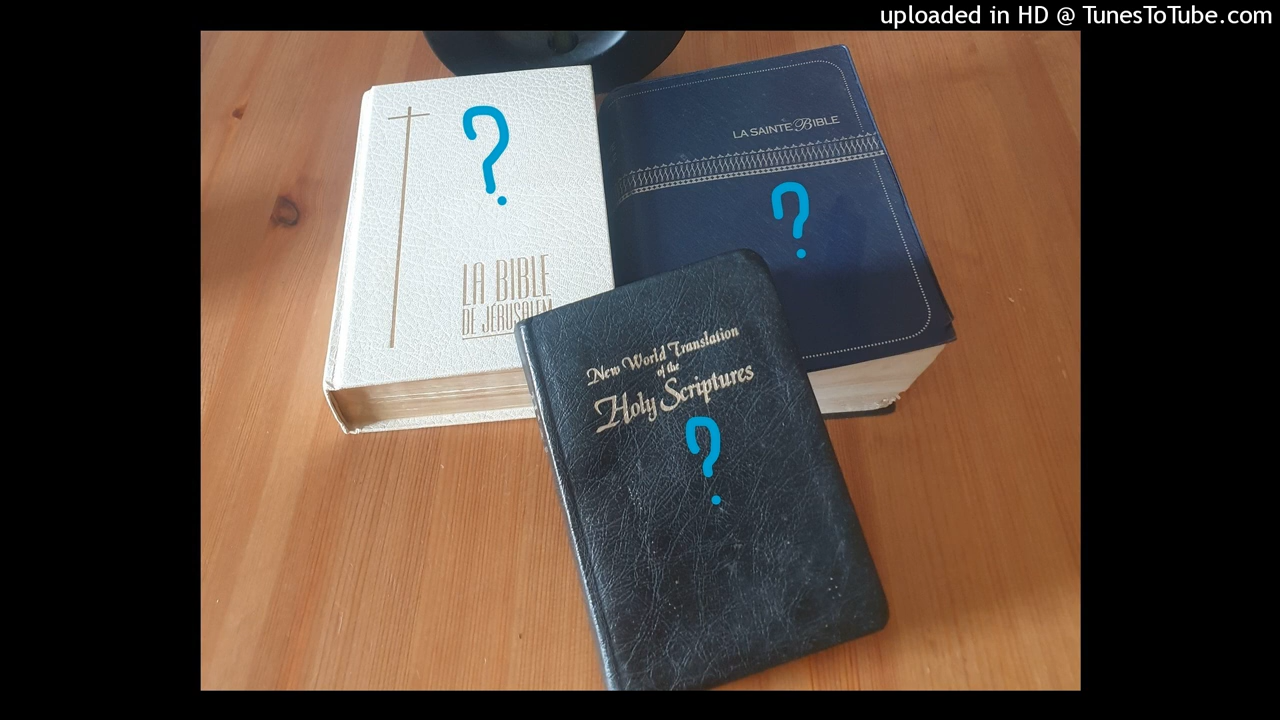 uploaded in HD @ TunesToTube.com
?
LA BIBLE
DE JÉRUSALEM
LA SAINTE BIBLE
?
New World Translation
of the
Holy Scriptures
?